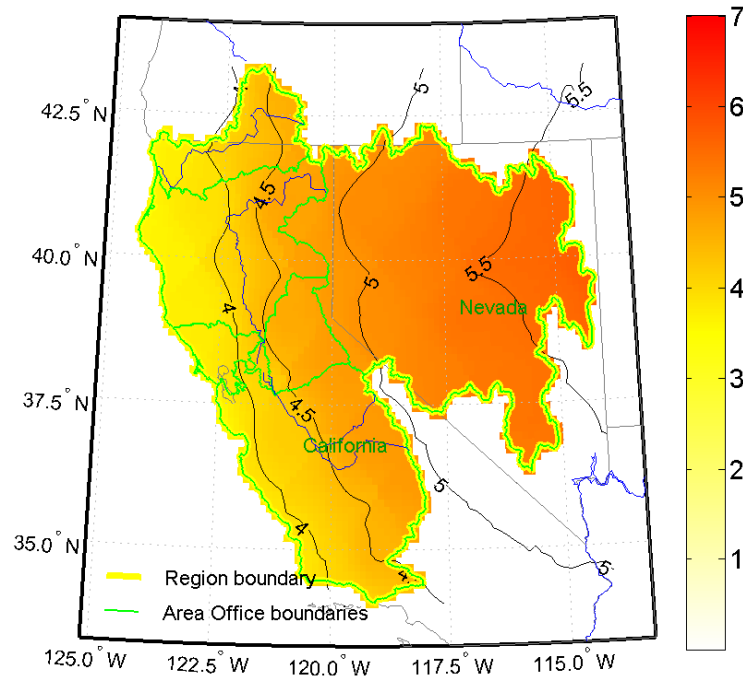 7
6
5
4
3
2
1
42.5° N
40.0° N
37.5° N
35.0° N
125.0° W
122.5° W
120.0° W
117.5° W
115.0° W
5
5.5
4.5
5
5.5
4
4.5
5
4
5
Nevada
California
Region boundary
Area Office boundaries